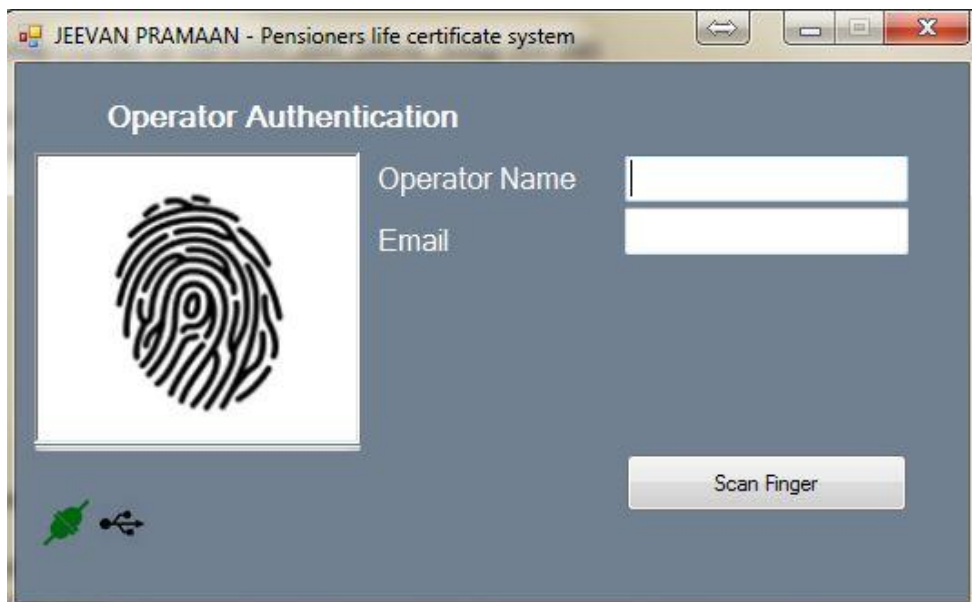 JEEVAN PRAMAAN - Pensioners life certificate system
Operator Authentication
Operator Name
Email
Scan Finger